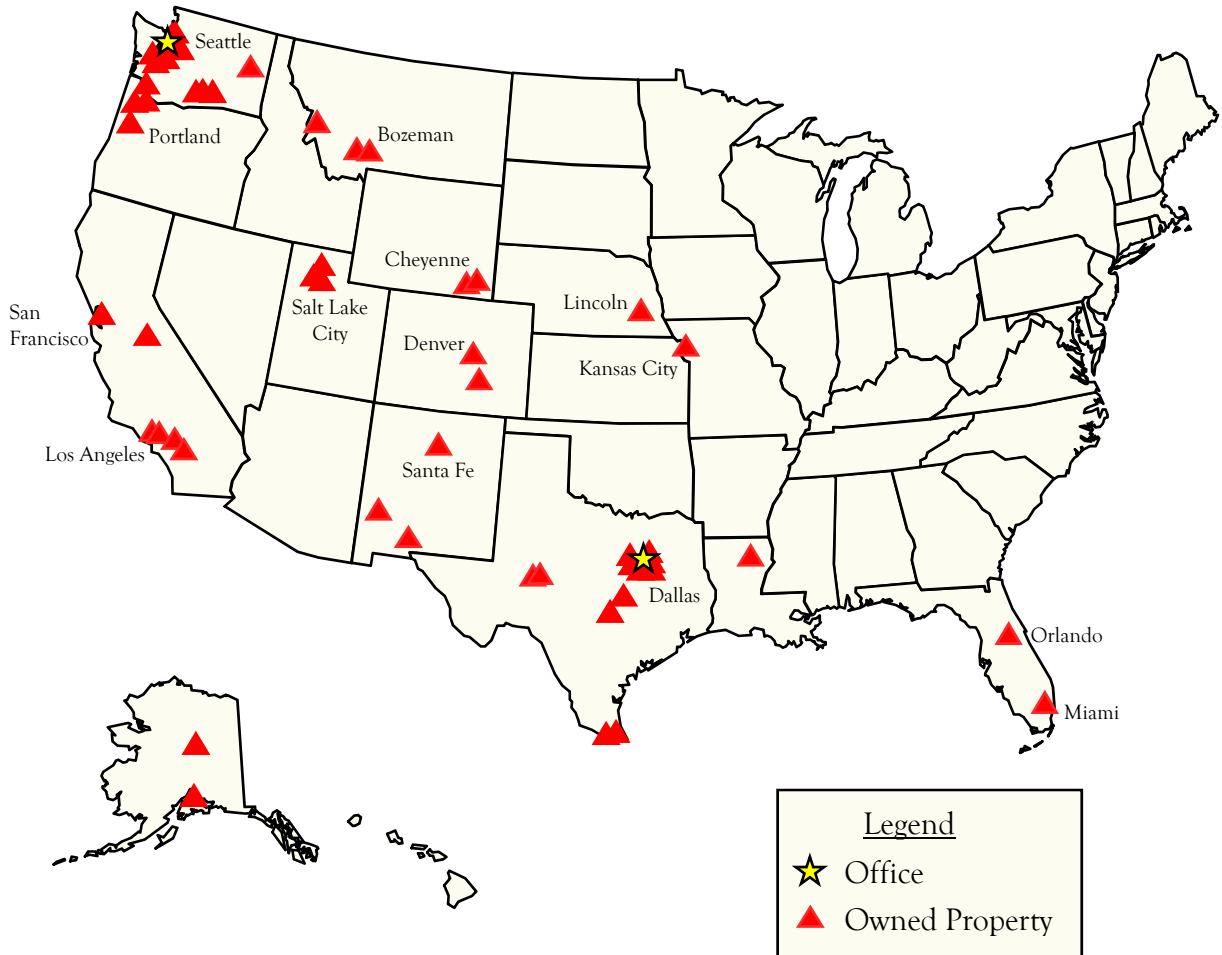 Seattle
Portland
Bozeman
Cheyenne
Salt Lake
City
San
Francisco
Lincoln
Denver
Kansas City
Los Angeles
Santa Fe
Dallas
Orlando
Miami
Legend
Office
Owned Property